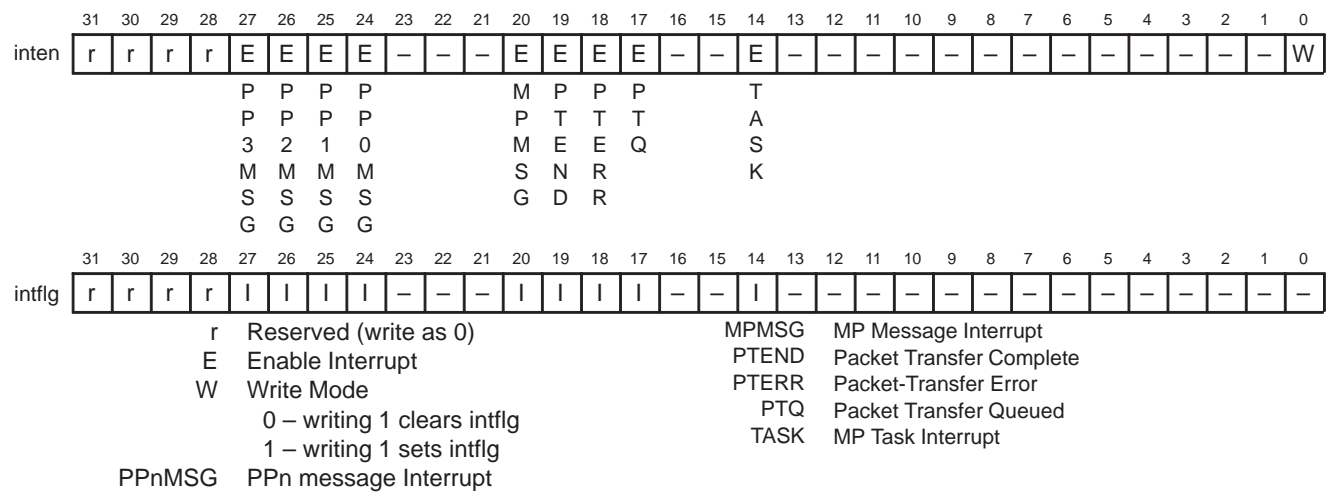 31 30 29 28 27 26 25 24 23 22 21 20 19 18 17 16 15 14 13 12 11 10 9 8 7 6 5 4 3 2 1 0
inten r r r r E E E E – – – E E E E – – E – – – – – – – – – – – – – W
P P P P M P P P T
P P P P P T T T A
3 2 1 0 M E E Q S
M M M M S N R K
S S S S G D R
G G G G
31 30 29 28 27 26 25 24 23 22 21 20 19 18 17 16 15 14 13 12 11 10 9 8 7 6 5 4 3 2 1 0
intflg r r r r I I I I – – – I I I I – – I – – – – – – – – – – – – – –
r Reserved (write as 0)
E Enable Interrupt
W Write Mode
0 – writing 1 clears intflg
1 – writing 1 sets intflg
PPnMSG PPn message Interrupt
MPMSG MP Message Interrupt
PTEND Packet Transfer Complete
PTERR Packet-Transfer Error
PTQ Packet Transfer Queued
TASK MP Task Interrupt